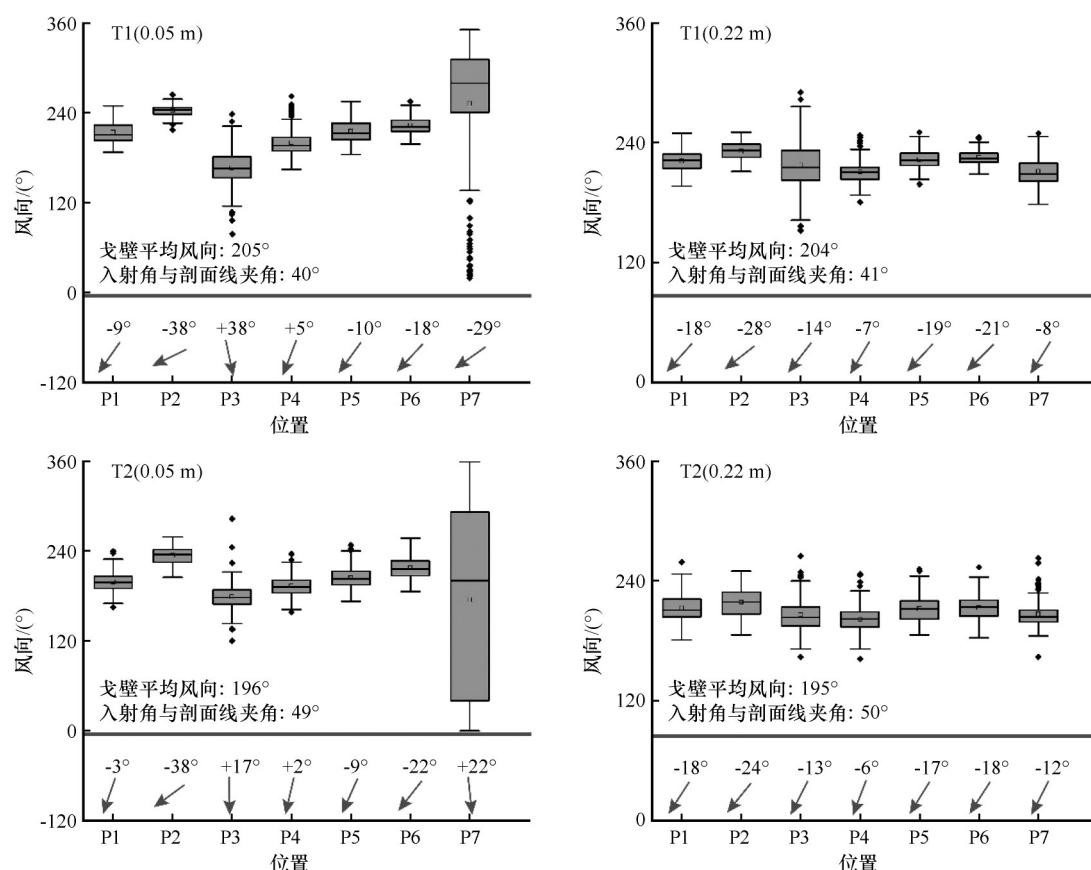 T1(0.05 m)
360
240
120
0
-120
风向/(°)
戈壁平均风向: 205°
入射角与剖面线夹角: 40°
-9° -38° +38° +5° -10° -18° -29°
P1 P2 P3 P4 P5 P6 P7
位置
T1(0.22 m)
360
240
120
0
风向/(°)
戈壁平均风向: 204°
入射角与剖面线夹角: 41°
-18° -28° -14° -7° -19° -21° -8°
P1 P2 P3 P4 P5 P6 P7
位置
T2(0.05 m)
360
240
120
0
-120
风向/(°)
戈壁平均风向: 196°
入射角与剖面线夹角: 49°
-3° -38° +17° +2° -9° -22° +22°
P1 P2 P3 P4 P5 P6 P7
位置
T2(0.22 m)
360
240
120
0
风向/(°)
戈壁平均风向: 195°
入射角与剖面线夹角: 50°
-18° -24° -13° -6° -17° -18° -12°
P1 P2 P3 P4 P5 P6 P7
位置